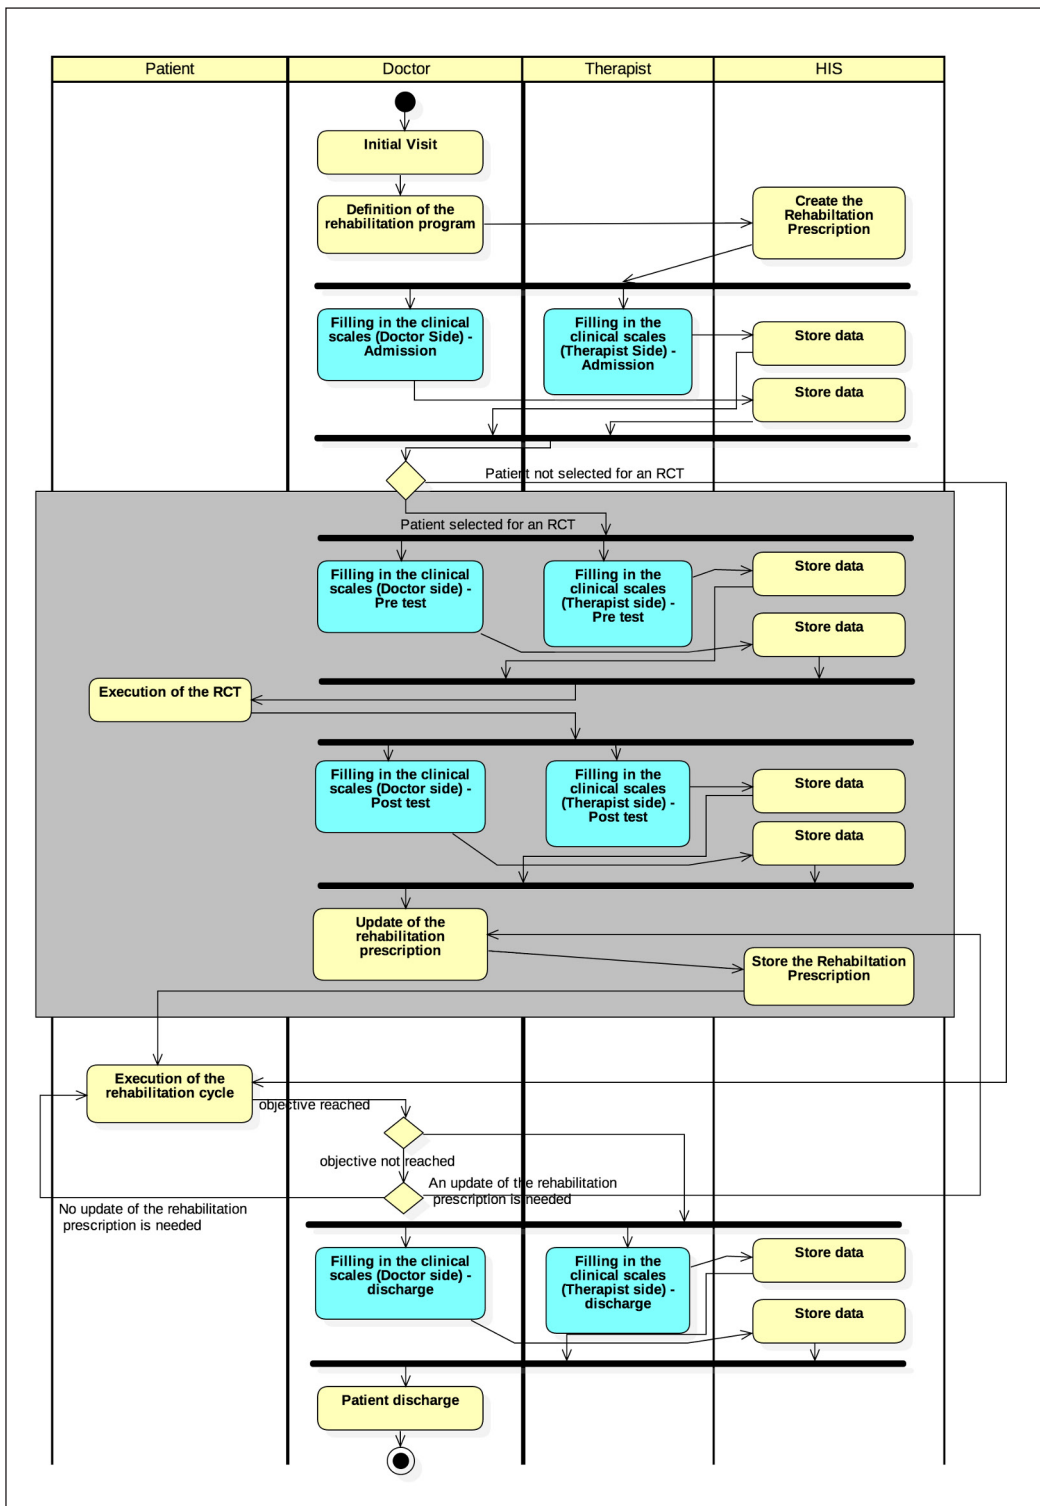 Patient
Doctor
Therapist
HIS
Initial Visit
Definition of the
rehabilitation program
Create the
Rehabiltation
Prescription
Filling in the clinical
scales (Doctor Side) -
Admission
Filling in the
clinical scales
(Therapist Side) -
Admission
Store data
Store data
Patient not selected for an RCT
Patient selected for an RCT
Filling in the clinical
scales (Doctor side) -
Pre test
Filling in the
clinical scales
(Therapist side) -
Pre test
Store data
Store data
Execution of the RCT
Filling in the clinical
scales (Doctor side) -
Post test
Filling in the
clinical scales
(Therapist side) -
Post test
Store data
Store data
Update of the
rehabilitation
prescription
Store the Rehabiltation
Prescription
Execution of the
rehabilitation cycle
objective reached
objective not reached
An update of the rehabilitation
prescription is needed
No update of the rehabilitation
prescription is needed
Filling in the clinical
scales (Doctor side) -
discharge
Filling in the
clinical scales
(Therapist side) -
discharge
Store data
Store data
Patient discharge